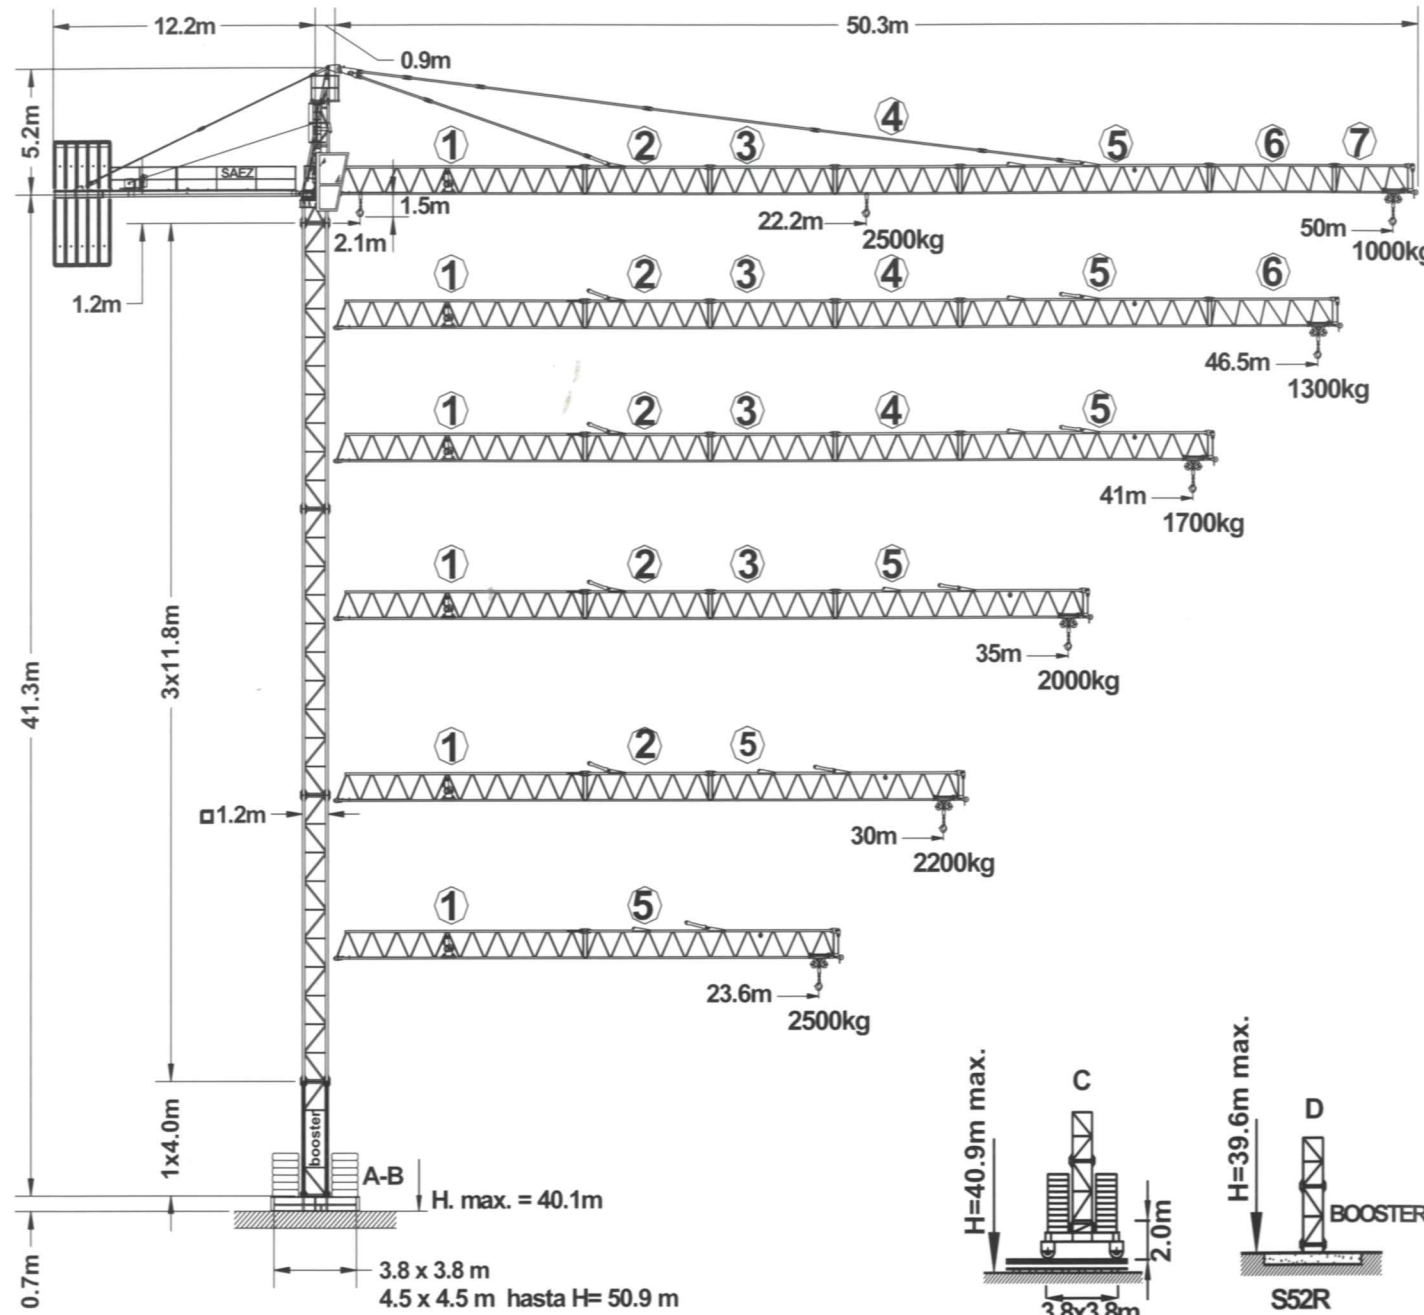 12.2m
50.3m
0.9m
5.2m
1 2 3 4 5 6 7
SAEZ
1.5m
2.1m
22.2m
2500kg
50m
1000kg
1.2m
1 2 3 4 5 6
46.5m
1300kg
1 2 3 4 5
41m
1700kg
1 2 3 5
35m
2000kg
41.3m
3x11.8m
1 2 5
1.2m
30m
2200kg
1 5
23.6m
2500kg
1x4.0m
booster
A-B
H. max. = 40.1m
0.7m
3.8 x 3.8 m
4.5 x 4.5 m hasta H= 50.9 m
C
H=40.9m max.
2.0m
3.8x3.8m
D
H=39.6m max.
BOOSTER
S52R